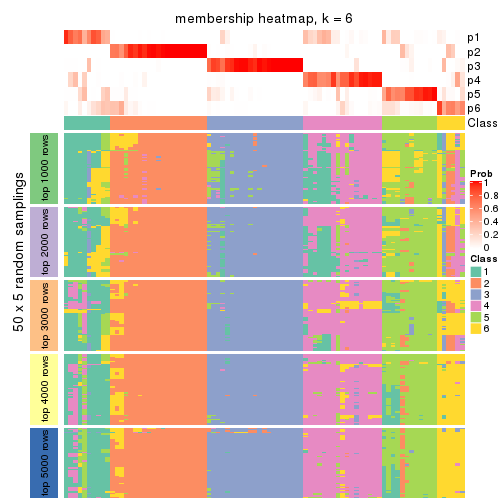 membership heatmap, k = 6
p1
p2
p3
p4
p5
p6
Class
50 x 5 random samplings
top 1000 rows
top 2000 rows
top 3000 rows
top 4000 rows
top 5000 rows
Prob
1
0.8
0.6
0.4
0.2
0
Class
1
2
3
4
5
6